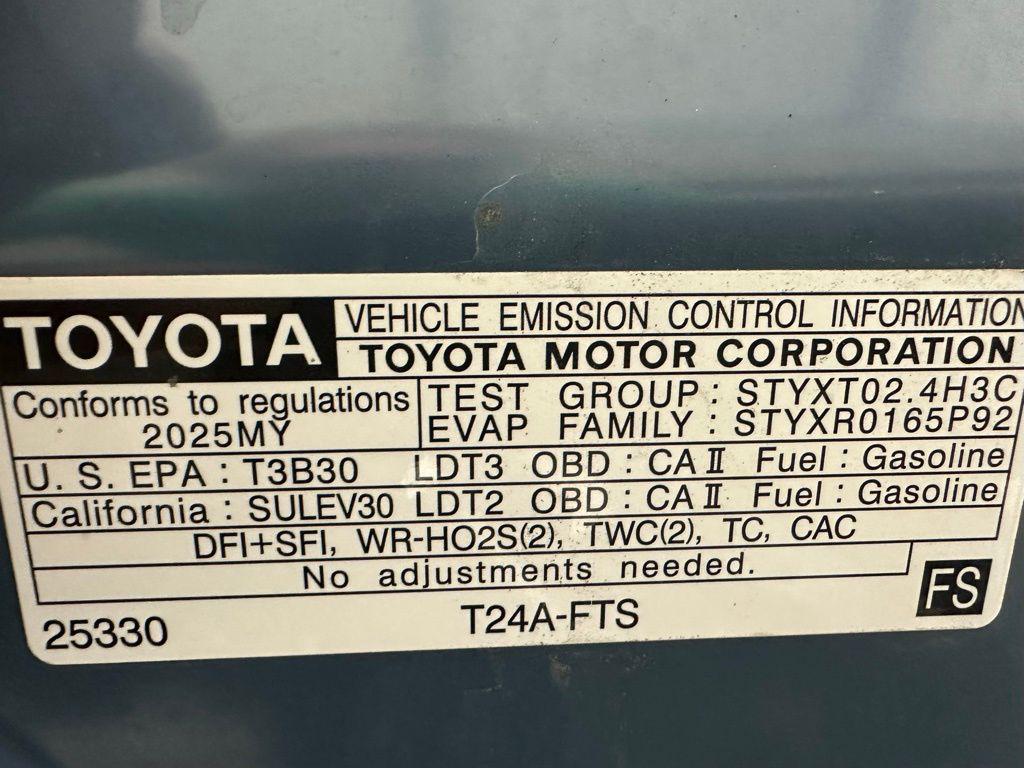 TOYOTA
VEHICLE EMISSION CONTROL INFORMATION
TOYOTA MOTOR CORPORATION
Conforms to regulations
2025MY
TEST GROUP : STYXT02.4H3C
EVAP FAMILY : STYXR0165P92
U. S. EPA : T3B30 LDT3 OBD : CA II Fuel : Gasoline
California : SULEV30 LDT2 OBD : CA II Fuel : Gasoline
DFI+SFI, WR-HO2S(2), TWC(2), TC, CAC
No adjustments needed.
FS
25330
T24A-FTS